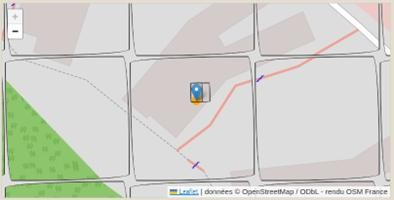 +
−
Leaflet | données © OpenStreetMap / ODbL - rendu OSM France